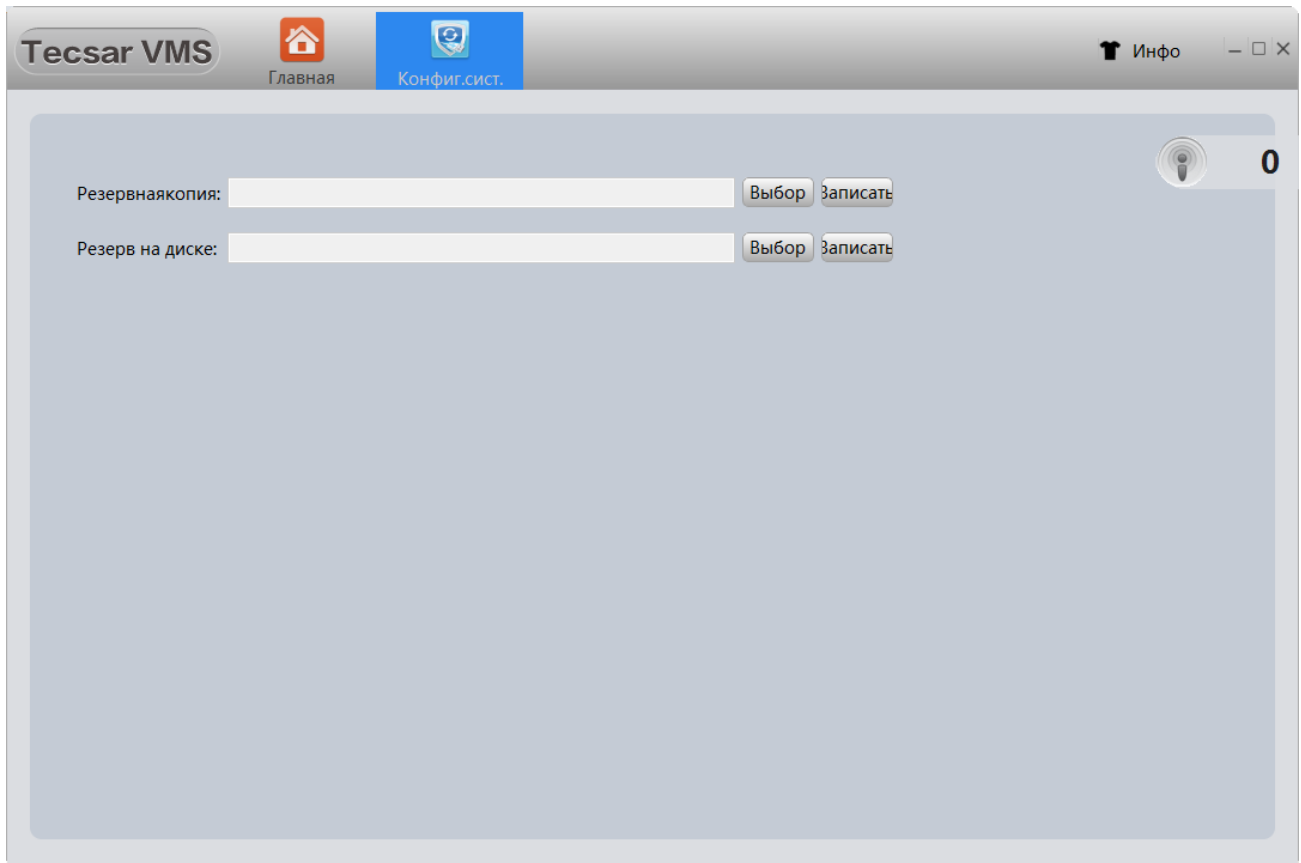 Tecsar VMS
Главная
Конфиг.сист.
Инфо
0
Резервнаякопия: Выбор Записать
Резерв на диске: Выбор Записать